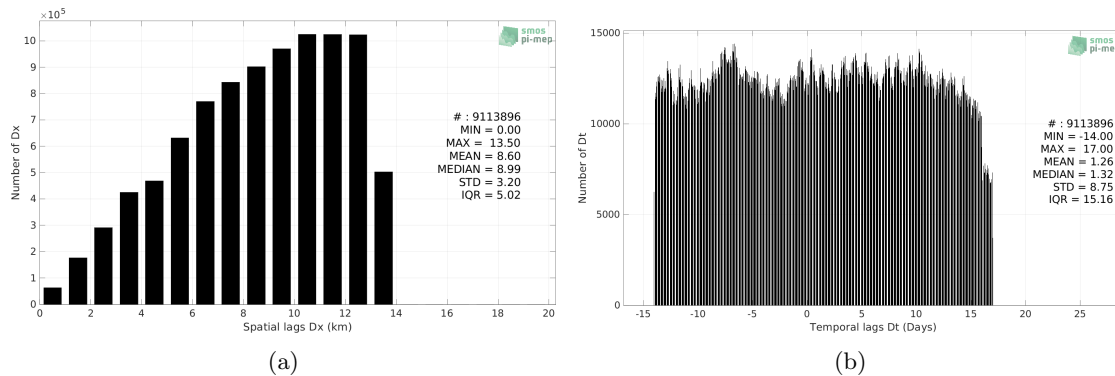 ×10⁵
10
9
8
7
6
5
4
3
2
1
0
Number of Dx
0 2 4 6 8 10 12 14 16 18 20
Spatial lags Dx (km)
smos
pi-mep
# : 9113896
MIN = 0.00
MAX = 13.50
MEAN = 8.60
MEDIAN = 8.99
STD = 3.20
IQR = 5.02
(a)
15000
10000
5000
0
Number of Dt
-15 -10 -5 0 5 10 15 20 25
Temporal lags Dt (Days)
smos
pi-me
# : 9113896
MIN = -14.00
MAX = 17.00
MEAN = 1.26
MEDIAN = 1.32
STD = 8.75
IQR = 15.16
(b)